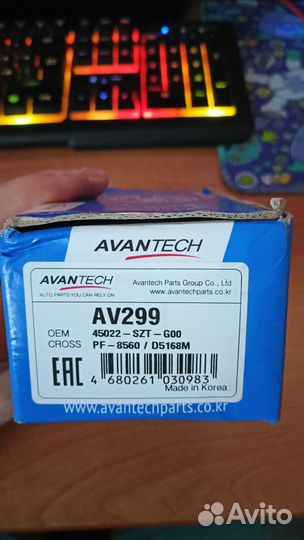 AVANTECH
AVANTECH
AUTO PARTS YOU CAN RELY ON
Avantech Parts Group Co., Ltd
www.avantechparts.co.kr
AV299
OEM 45022-SZT-G00
CROSS PF-8560 / D5168M
EAC
4 680261 030983
Made in Korea
www.avantechparts.co.kr
Avito